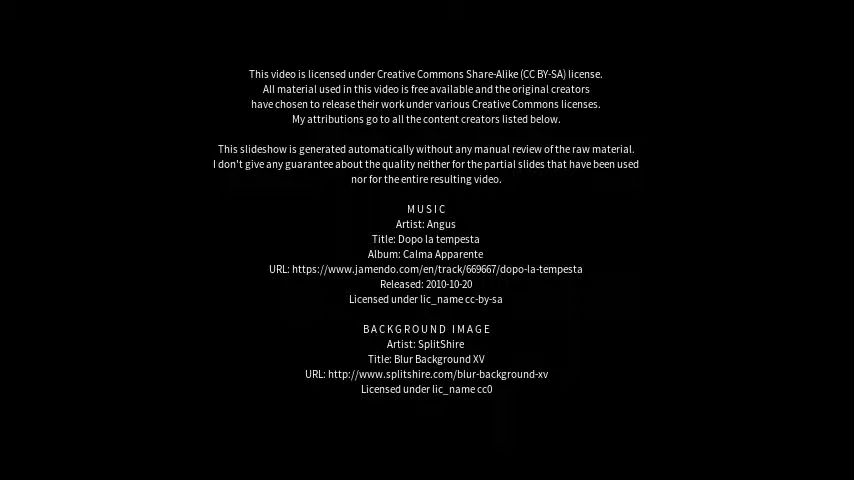 This video is licensed under Creative Commons Share-Alike (CC BY-SA) license.
All material used in this video is free available and the original creators
have chosen to release their work under various Creative Commons licenses.
My attributions go to all the content creators listed below.
This slideshow is generated automatically without any manual review of the raw material.
I don't give any guarantee about the quality neither for the partial slides that have been used
nor for the entire resulting video.
MUSIC
Artist: Angus
Title: Dopo la tempesta
Album: Calma Apparente
URL: https://www.jamendo.com/en/track/669667/dopo-la-tempesta
Released: 2010-10-20
Licensed under lic_name cc-by-sa
BACKGROUND IMAGE
Artist: SplitShire
Title: Blur Background XV
URL: http://www.splitshire.com/blur-background-xv
Licensed under lic_name cc0